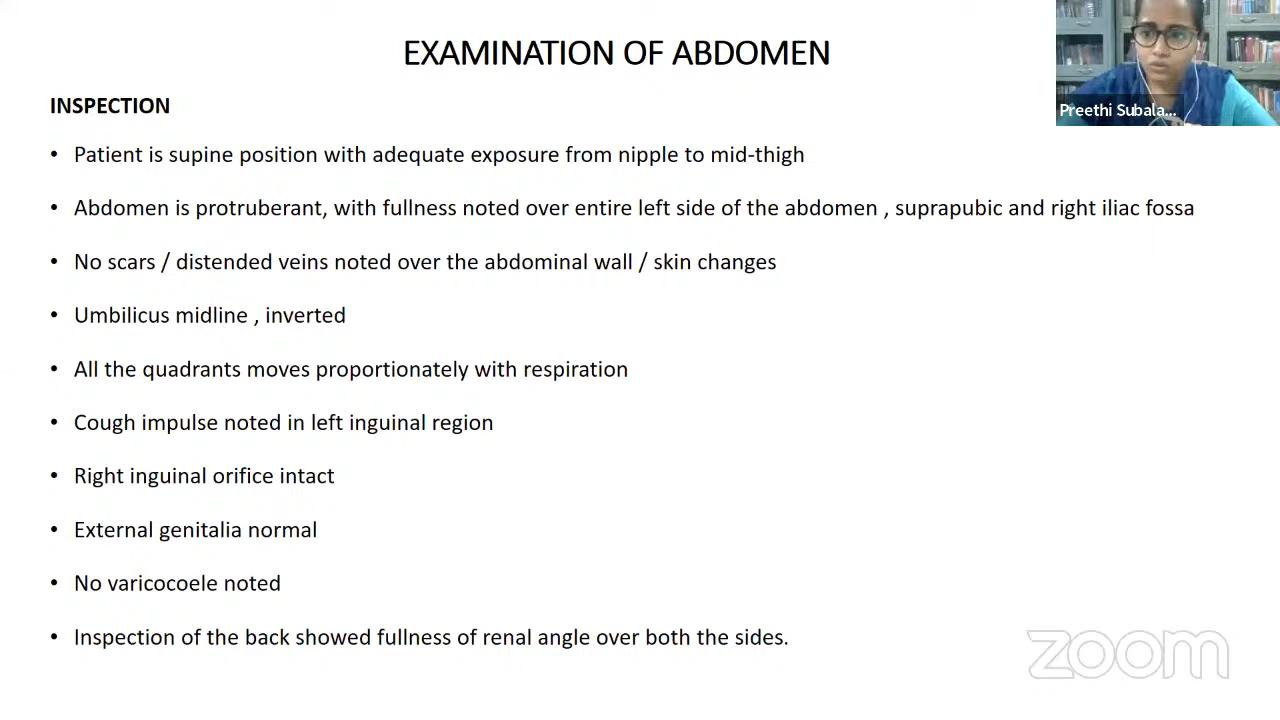 EXAMINATION OF ABDOMEN
Preethi Subala...
INSPECTION
• Patient is supine position with adequate exposure from nipple to mid-thigh
• Abdomen is protruberant, with fullness noted over entire left side of the abdomen , suprapubic and right iliac fossa
• No scars / distended veins noted over the abdominal wall / skin changes
• Umbilicus midline , inverted
• All the quadrants moves proportionately with respiration
• Cough impulse noted in left inguinal region
• Right inguinal orifice intact
• External genitalia normal
• No varicocoele noted
• Inspection of the back showed fullness of renal angle over both the sides.
zoom